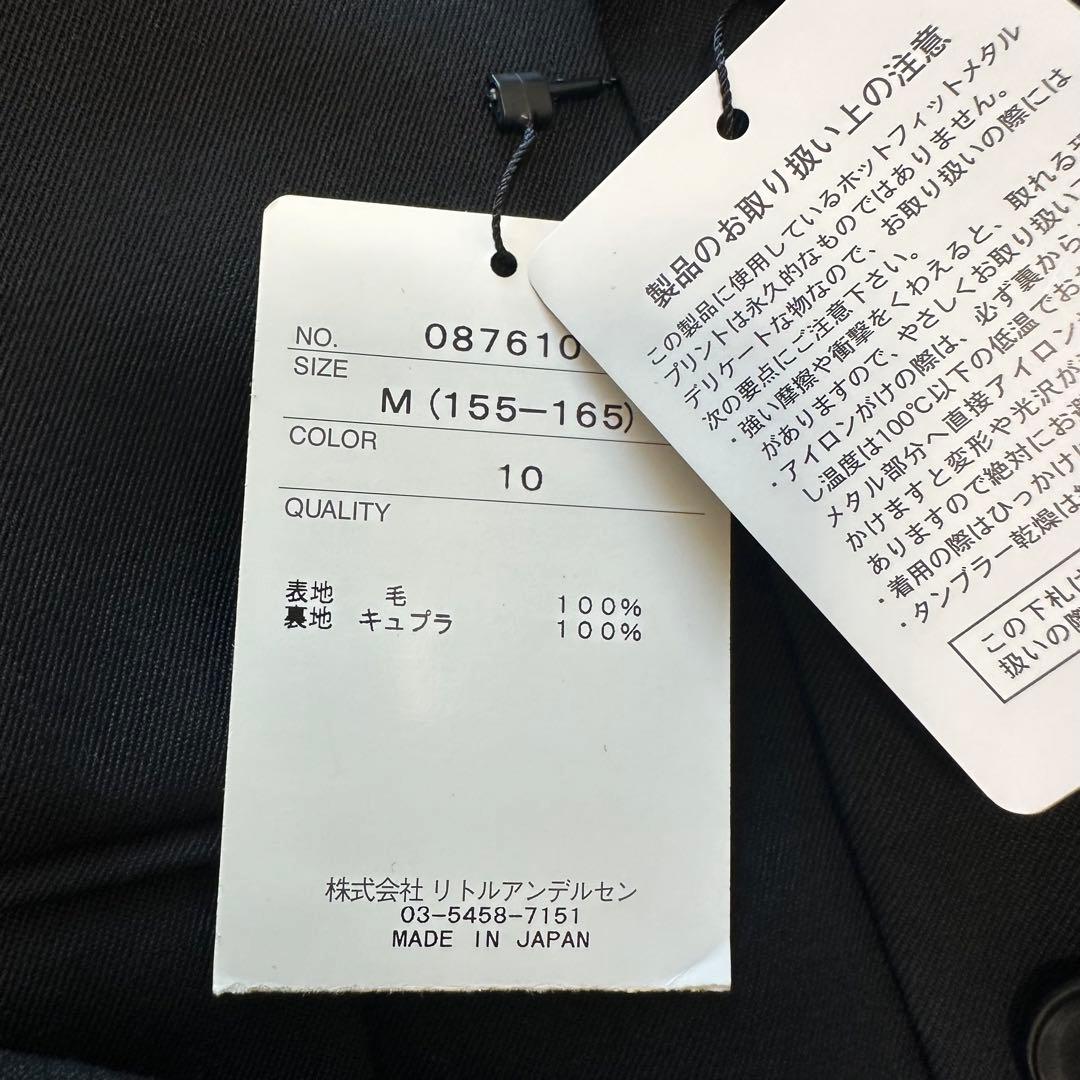 NO. 087610
SIZE
M (155-165)
COLOR
10
QUALITY
表地 毛 100%
裏地 キュプラ 100%
株式会社 リトルアンデルセン
03-5458-7151
MADE IN JAPAN
製品のお取り扱い上の注意
この製品に使用しているホットフィットメタル
プリントは永久的なものではありません。
デリケートな物なので、お取り扱いの際には
次の要点にご注意下さい。
・強い摩擦や衝撃をくわえると、取れる
がありますので、やさしくお取り扱い
・アイロンがけの際は、必ず裏から
し温度は100℃以下の低温でお
メタル部分へ直接アイロン
かけますと変形や光沢が
ありますので絶対にお
・着用の際はひっかけ
・タンブラー乾燥は
この下札は
扱いの際